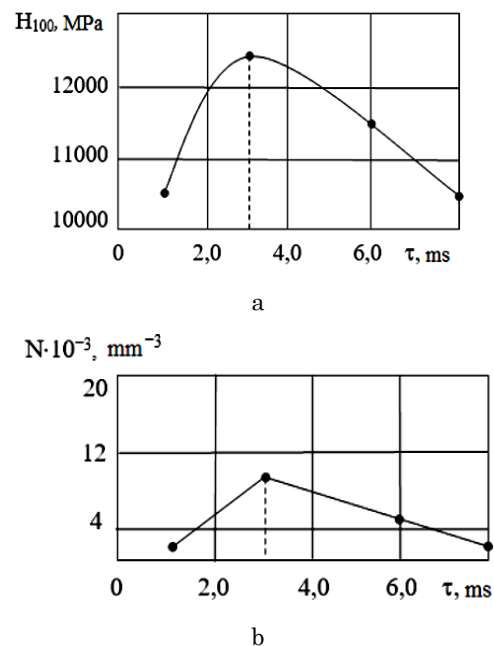 H₁₀₀, MPa
12000
11000
10000
0 2,0 4,0 6,0 τ, ms
a
N·10⁻³, mm⁻³
20
12
4
0 2,0 4,0 6,0 τ, ms
b